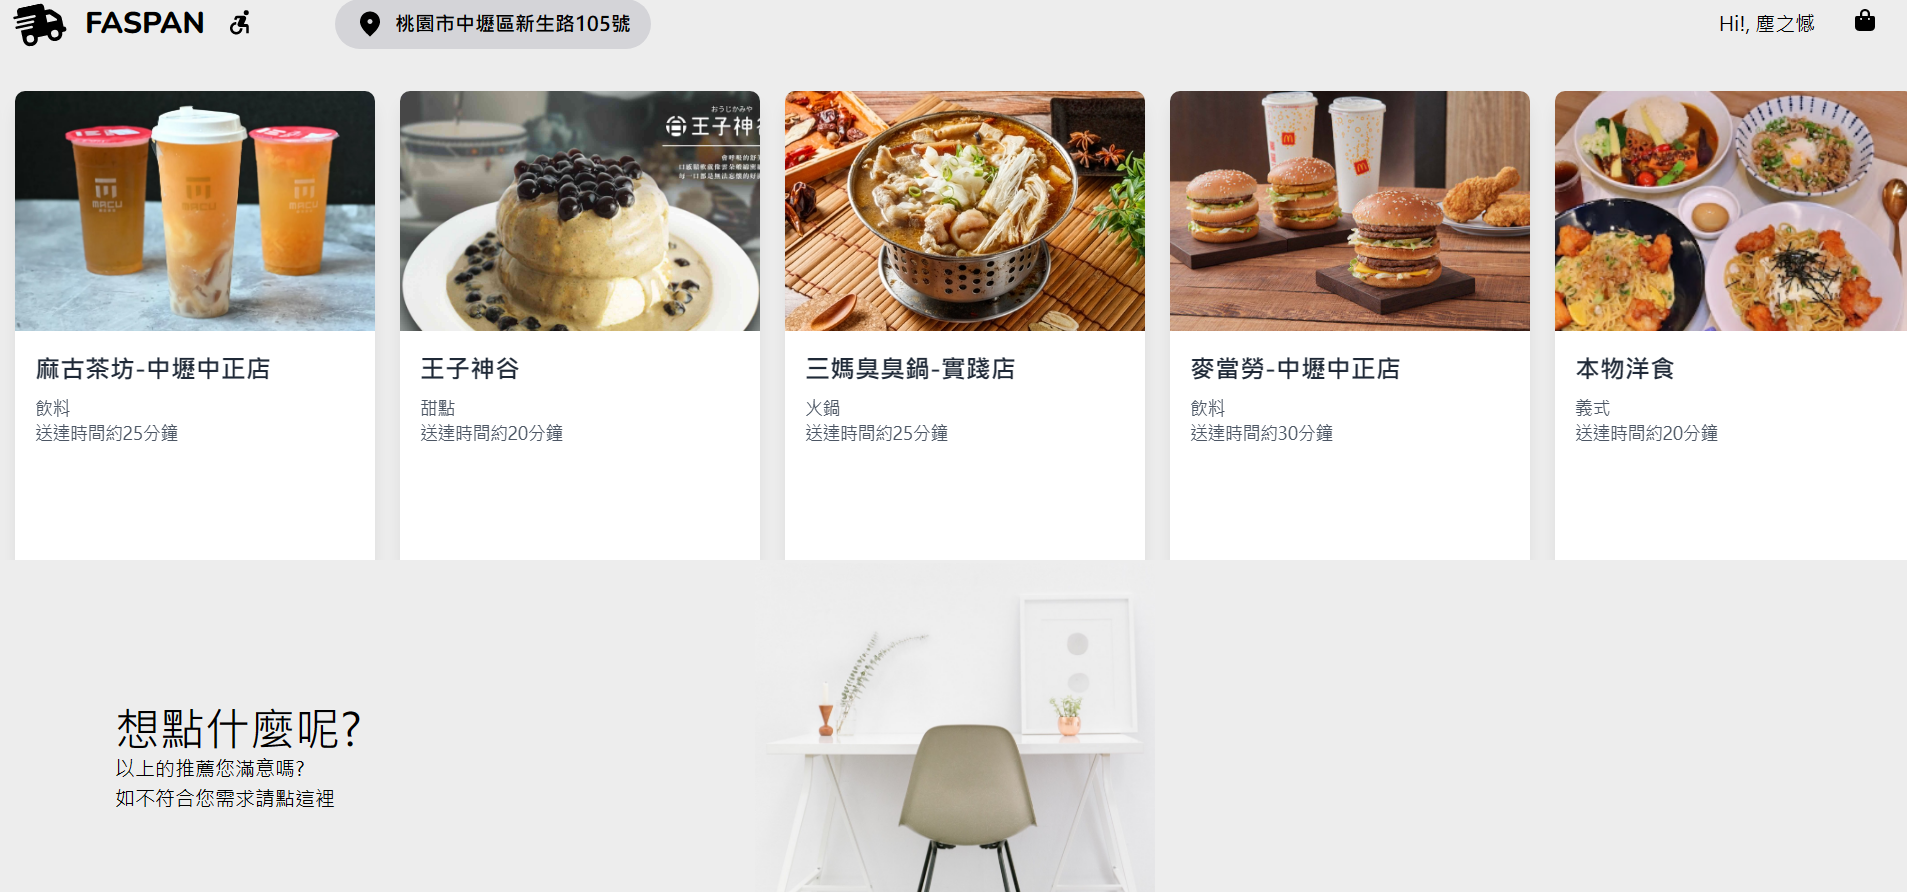 FASPAN
桃園市中壢區新生路105號
Hi!, 塵之憾
MACU
MACU
MACU
おうじかみや
王子神谷
麻古茶坊-中壢中正店
飲料
送達時間約25分鐘
王子神谷
甜點
送達時間約20分鐘
三媽臭臭鍋-實踐店
火鍋
送達時間約25分鐘
麥當勞-中壢中正店
飲料
送達時間約30分鐘
本物洋食
義式
送達時間約20分鐘
想點什麼呢?
以上的推薦您滿意嗎?
如不符合您需求請點這裡